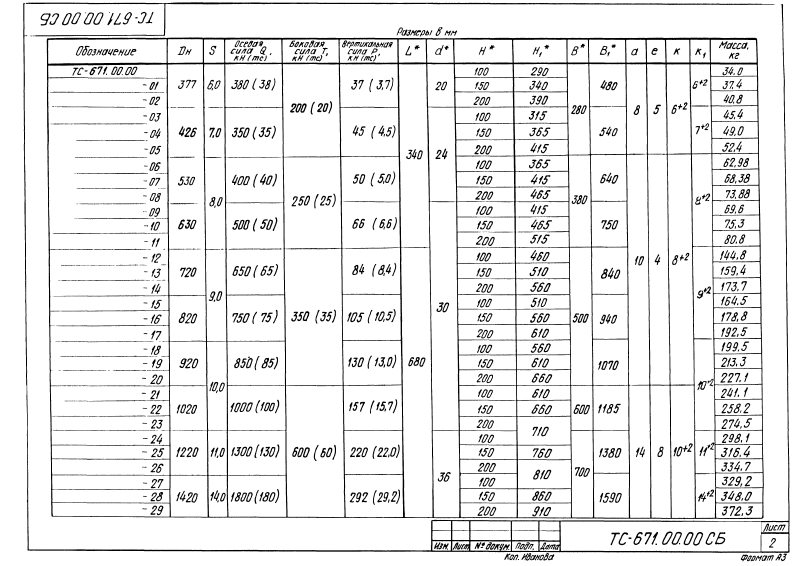 ТС-671.00.00 СБ
Размеры в мм
Обозначение Dн S Осевая сила Q, кН (тс) Боковая сила Т, кН (тс) Вертикальная сила Р, кН (тс) L* d* H* H₁* B* B₁* а е к к₁ Масса, кг
ТС-671.00.00 100 290 34.0
-01 377 6,0 380 (38) 37 (3,7) 20 150 340 480 6⁺² 37.4
-02 200 (20) 200 390 280 8 5 6⁺² 40,8
-03 100 315 45.4
-04 426 7,0 350 (35) 45 (4,5) 150 365 540 7⁺² 49,0
-05 340 24 200 415 52.4
-06 100 365 62,98
-07 530 400 (40) 50 (5,0) 150 415 640 68,38
-08 8,0 250 (25) 200 465 380 8⁺² 73,88
-09 100 415 69,6
-10 630 500 (50) 66 (6,6) 150 465 750 75,3
-11 200 515 80.8
-12 100 460 10 4 8⁺² 144,8
-13 720 650 (65) 84 (8,4) 150 510 840 159,4
-14 9,0 200 560 9⁺² 173,7
-15 30 100 510 164,5
-16 820 750 (75) 350 (35) 105 (10,5) 150 560 500 940 178,8
-17 200 610 192,5
-18 100 560 199,5
-19 920 850 (85) 130 (13,0) 680 150 610 1070 213,3
-20 10,0 200 660 10⁺² 227.1
-21 100 610 241.1
-22 1020 1000 (100) 157 (15,7) 150 660 600 1185 258.2
-23 200 710 274,5
-24 100 298.1
-25 1220 11,0 1300 (130) 600 (60) 220 (22,0) 150 760 1380 14 8 10⁺² 11⁺² 316.4
-26 36 200 810 700 334.7
-27 100 329,2
-28 1420 14,0 1800 (180) 292 (29,2) 150 860 1590 14⁺² 348,0
-29 200 910 372.3
ТС-671.00.00 СБ
Лист
2
Изм. Лист № докум. Подп. Дата
Коп. Иванова Формат А3